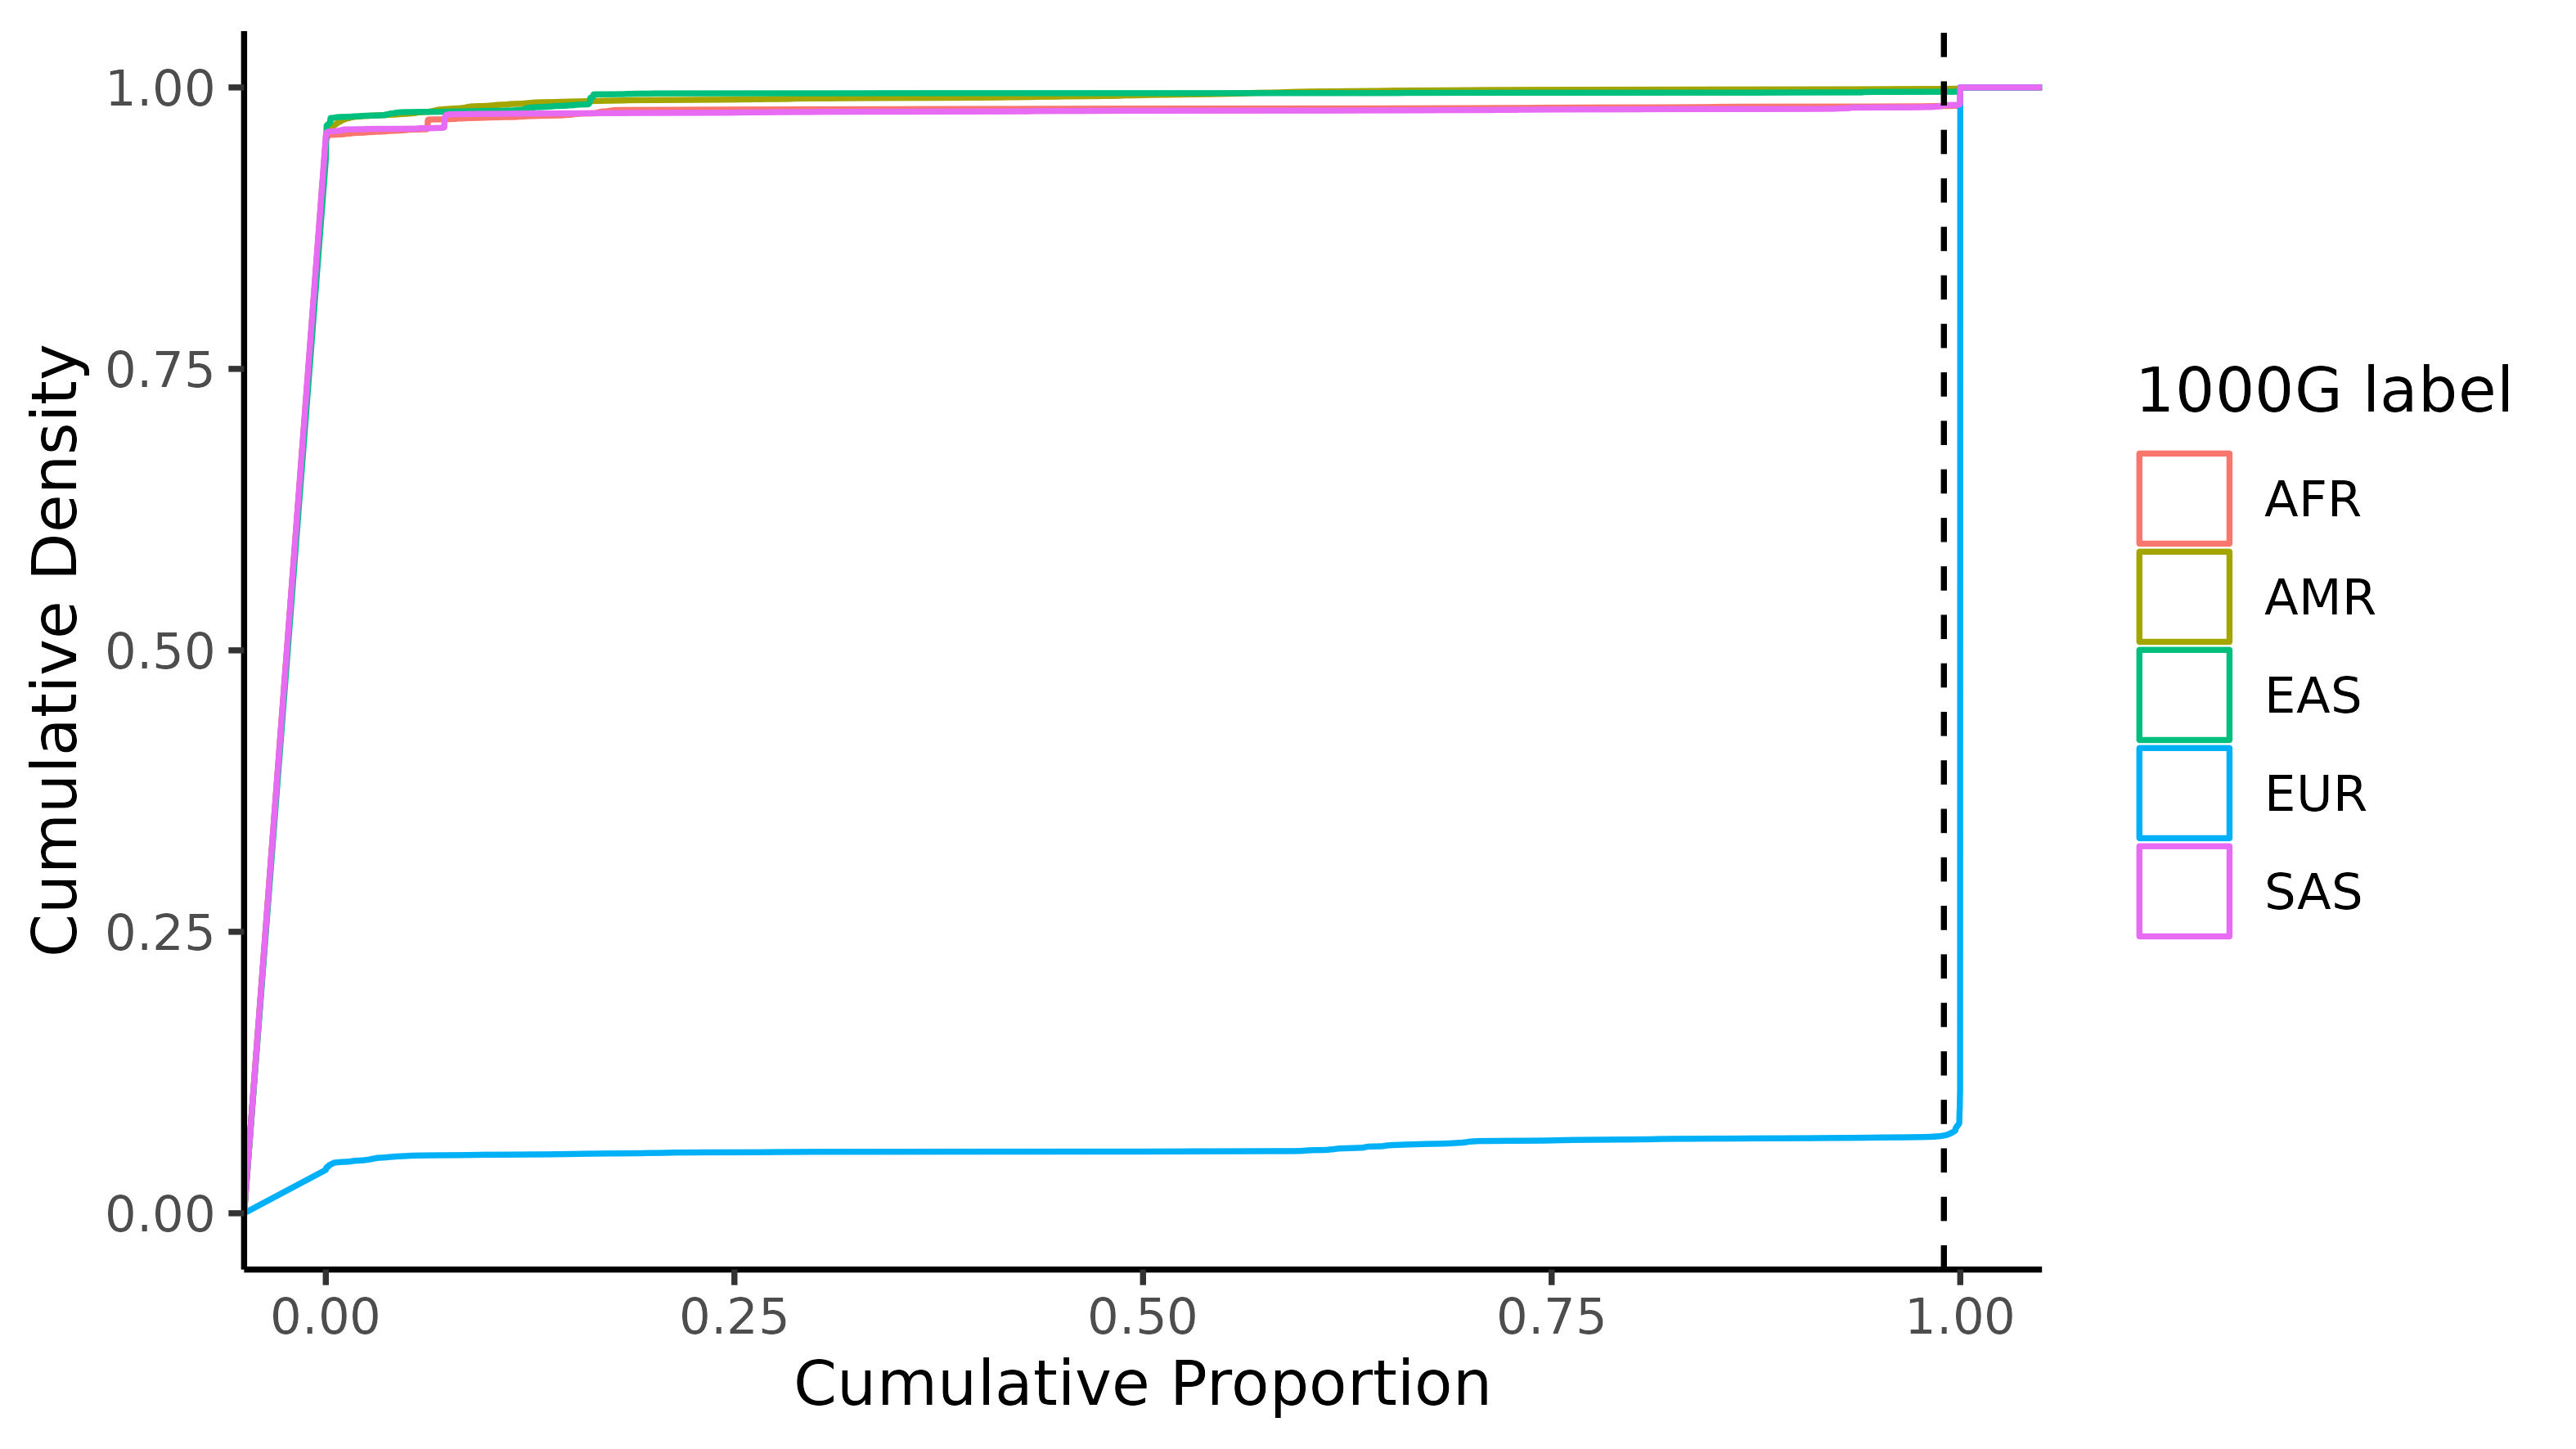 1.00
0.75
0.50
0.25
0.00
Cumulative Density
0.00 0.25 0.50 0.75 1.00
Cumulative Proportion
1000G label
AFR
AMR
EAS
EUR
SAS